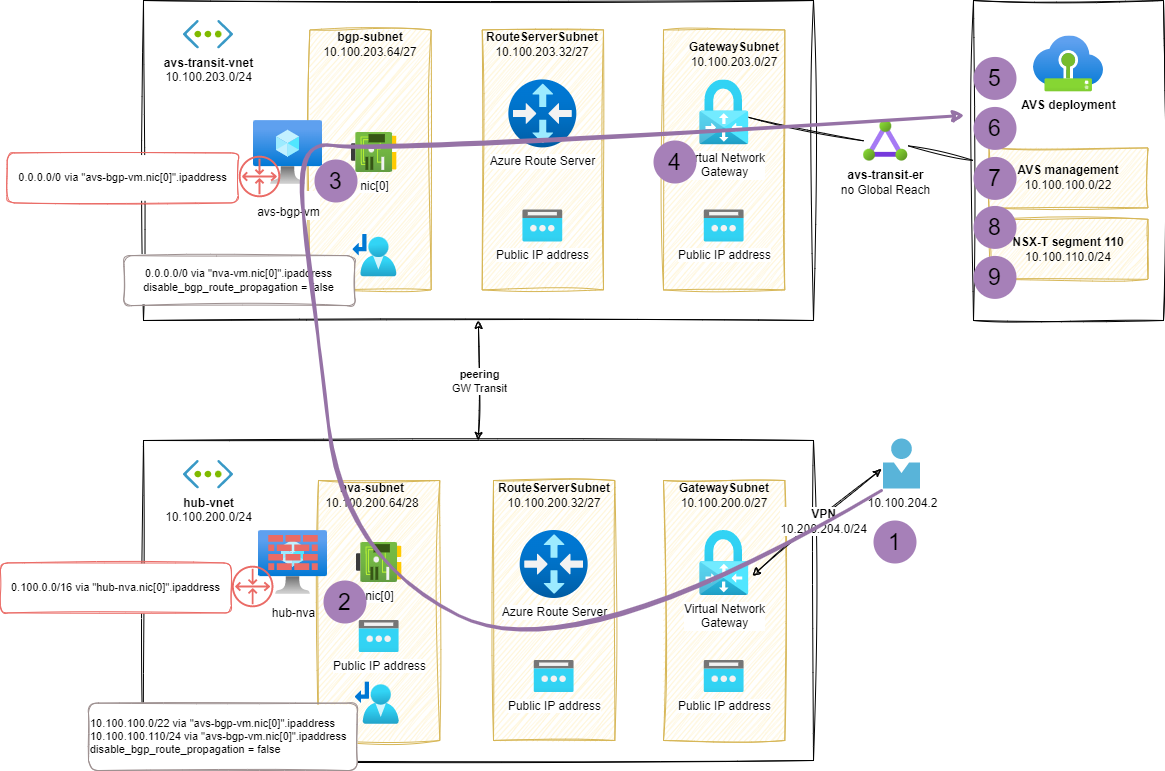 bgp-subnet
10.100.203.64/27
RouteServerSubnet
10.100.203.32/27
GatewaySubnet
10.100.203.0/27
avs-transit-vnet
10.100.203.0/24
5
AVS deployment
6
Azure Route Server
4
Virtual Network
Gateway
avs-transit-er
no Global Reach
7
AVS management
10.100.100.0/22
0.0.0.0/0 via "avs-bgp-vm.nic[0]".ipaddress
3
nic[0]
avs-bgp-vm
8
NSX-T segment 110
10.100.110.0/24
Public IP address
Public IP address
9
0.0.0.0/0 via "nva-vm.nic[0]".ipaddress
disable_bgp_route_propagation = false
peering
GW Transit
hub-vnet
10.100.200.0/24
nva-subnet
10.100.200.64/28
RouteServerSubnet
10.100.200.32/27
GatewaySubnet
10.100.200.0/27
10.100.204.2
VPN
10.200.204.0/24
1
0.100.0.0/16 via "hub-nva.nic[0]".ipaddress
2
nic[0]
hub-nva
Azure Route Server
Virtual Network
Gateway
Public IP address
Public IP address
Public IP address
10.100.100.0/22 via "avs-bgp-vm.nic[0]".ipaddress
10.100.100.110/24 via "avs-bgp-vm.nic[0]".ipaddress
disable_bgp_route_propagation = false